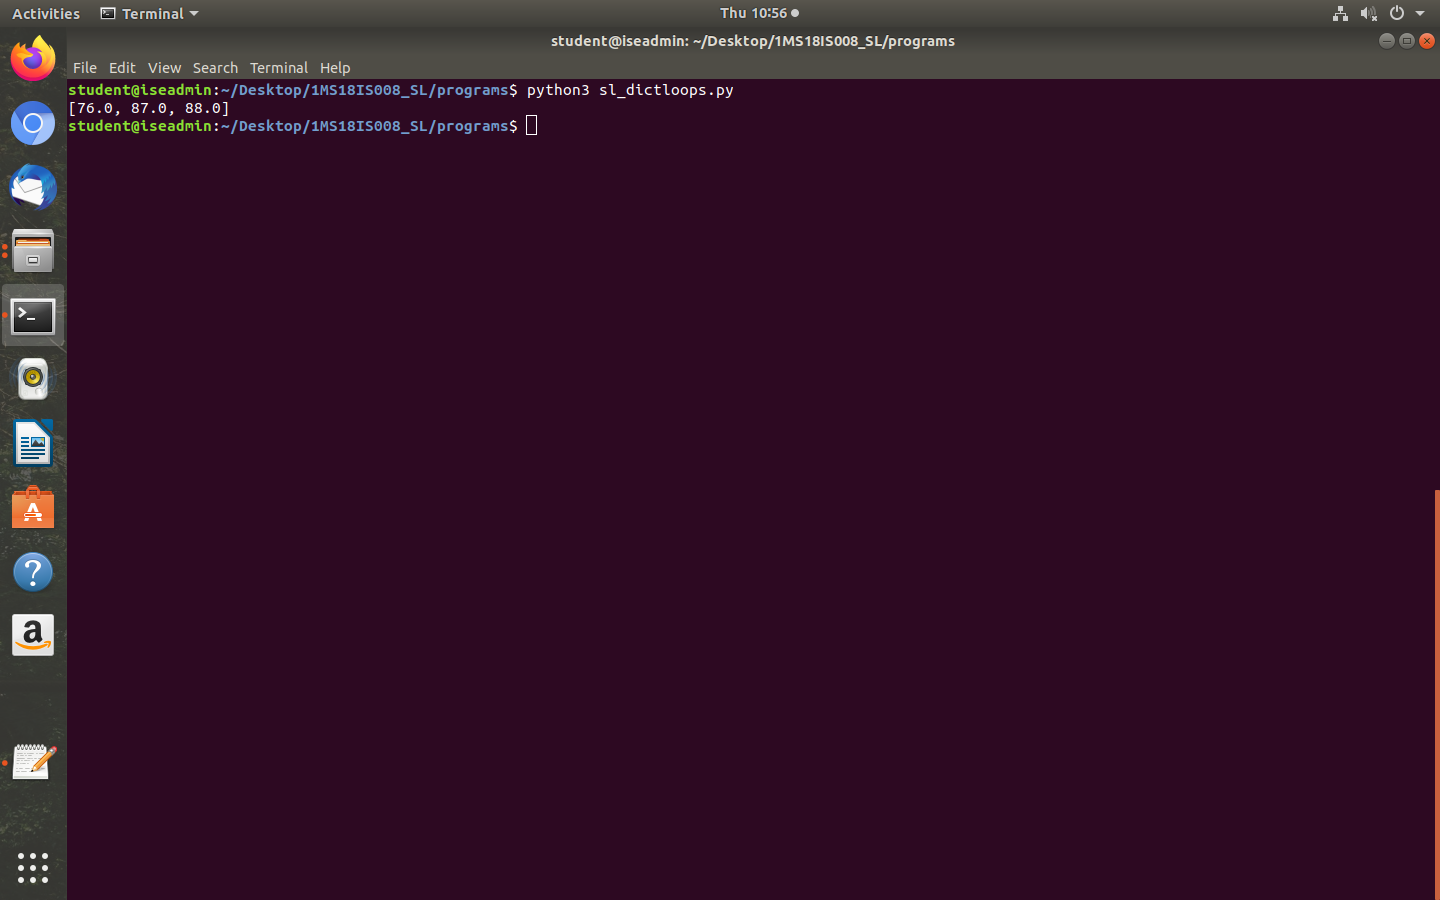 Activities Terminal Thu 10:56
student@iseadmin: ~/Desktop/1MS18IS008_SL/programs
File Edit View Search Terminal Help
student@iseadmin:~/Desktop/1MS18IS008_SL/programs$ python3 sl_dictloops.py
[76.0, 87.0, 88.0]
student@iseadmin:~/Desktop/1MS18IS008_SL/programs$